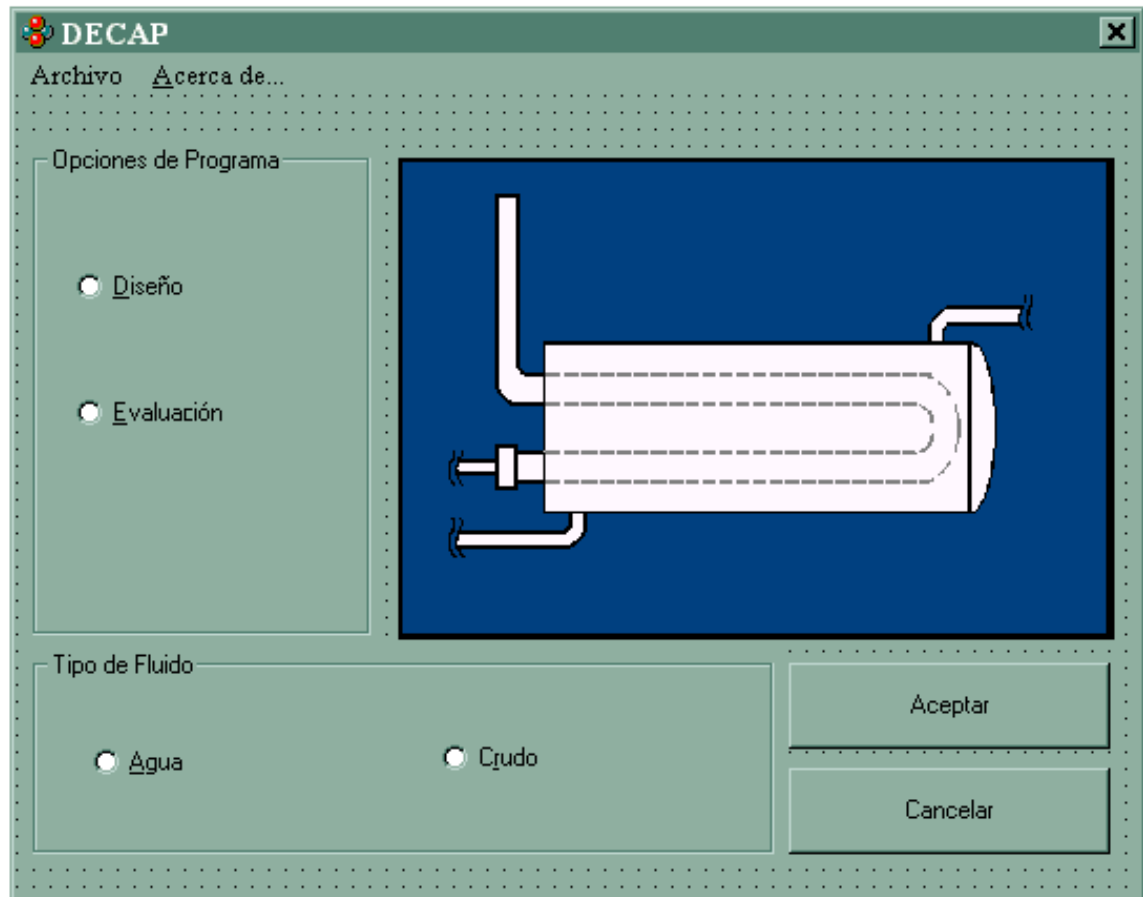 DECAP
Archivo Acerca de...
Opciones de Programa
Diseño
Evaluación
Tipo de Fluido
Agua
Crudo
Aceptar
Cancelar